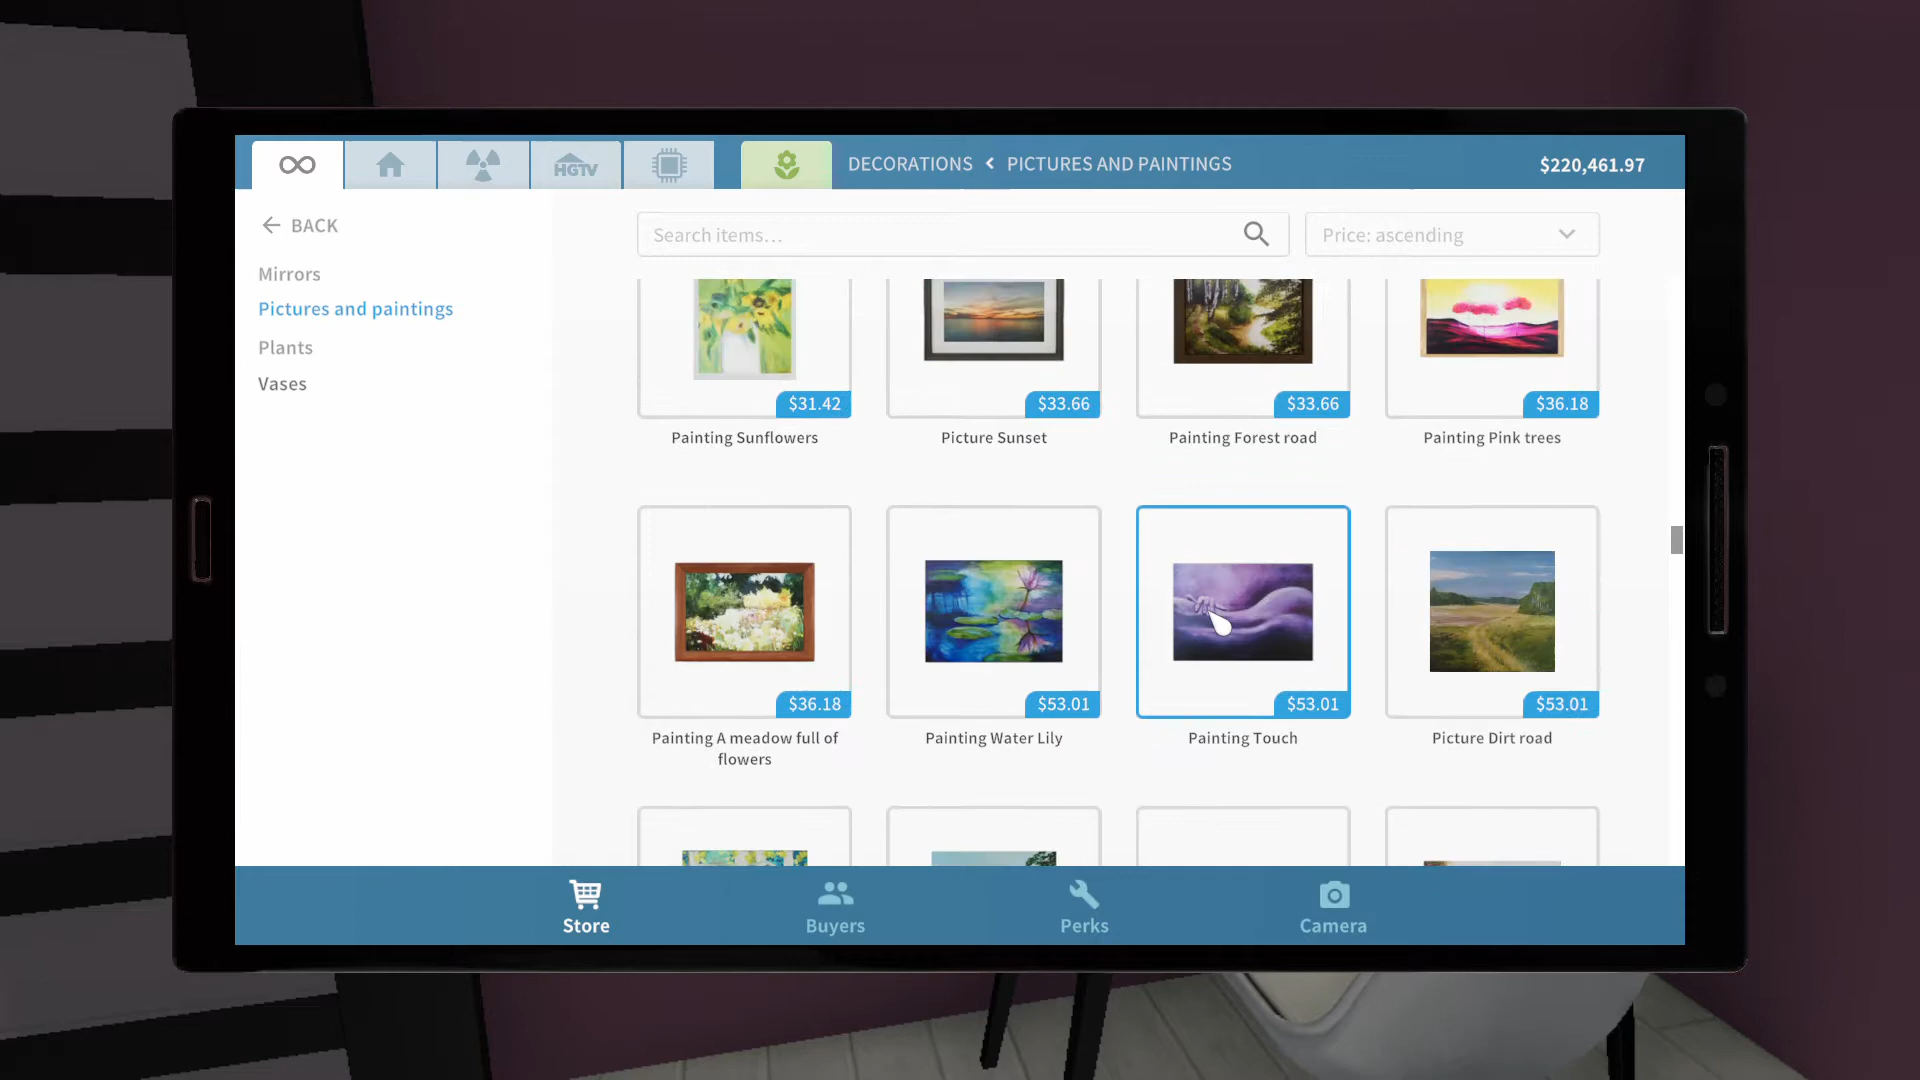 HGTV
DECORATIONS < PICTURES AND PAINTINGS
$220,461.97
BACK
Mirrors
Pictures and paintings
Plants
Vases
Search items...
Price: ascending
$31.42
$33.66
$33.66
$36.18
Painting Sunflowers
Picture Sunset
Painting Forest road
Painting Pink trees
$36.18
$53.01
$53.01
$53.01
Painting A meadow full of
flowers
Painting Water Lily
Painting Touch
Picture Dirt road
Store
Buyers
Perks
Camera